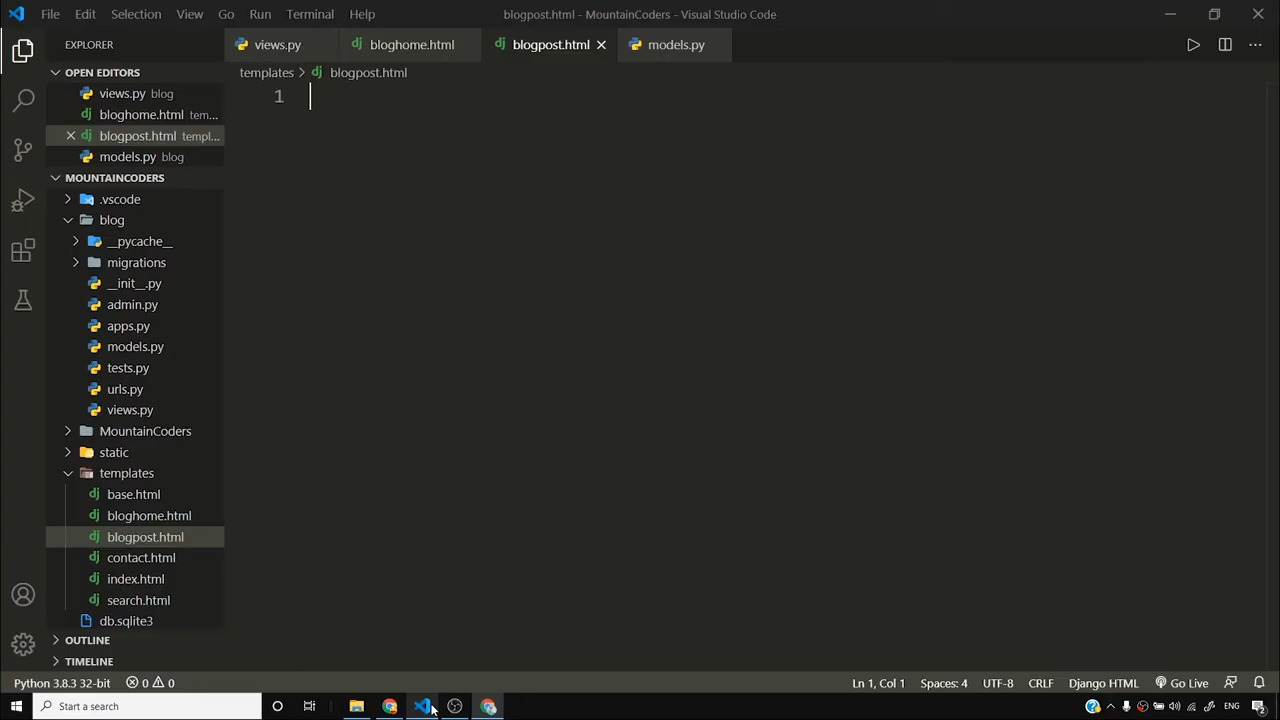 File Edit Selection View Go Run Terminal Help blogpost.html - MountainCoders - Visual Studio Code
EXPLORER views.py bloghome.html blogpost.html models.py
OPEN EDITORS templates blogpost.html
views.py blog 1
bloghome.html tem...
blogpost.html templ...
models.py blog
MOUNTAINCODERS
.vscode
blog
__pycache__
migrations
__init__.py
admin.py
apps.py
models.py
tests.py
urls.py
views.py
MountainCoders
static
templates
base.html
bloghome.html
blogpost.html
contact.html
index.html
search.html
db.sqlite3
OUTLINE
TIMELINE
Python 3.8.3 32-bit 0 0 Ln 1, Col 1 Spaces: 4 UTF-8 CRLF Django HTML Go Live
Start a search ENG 2